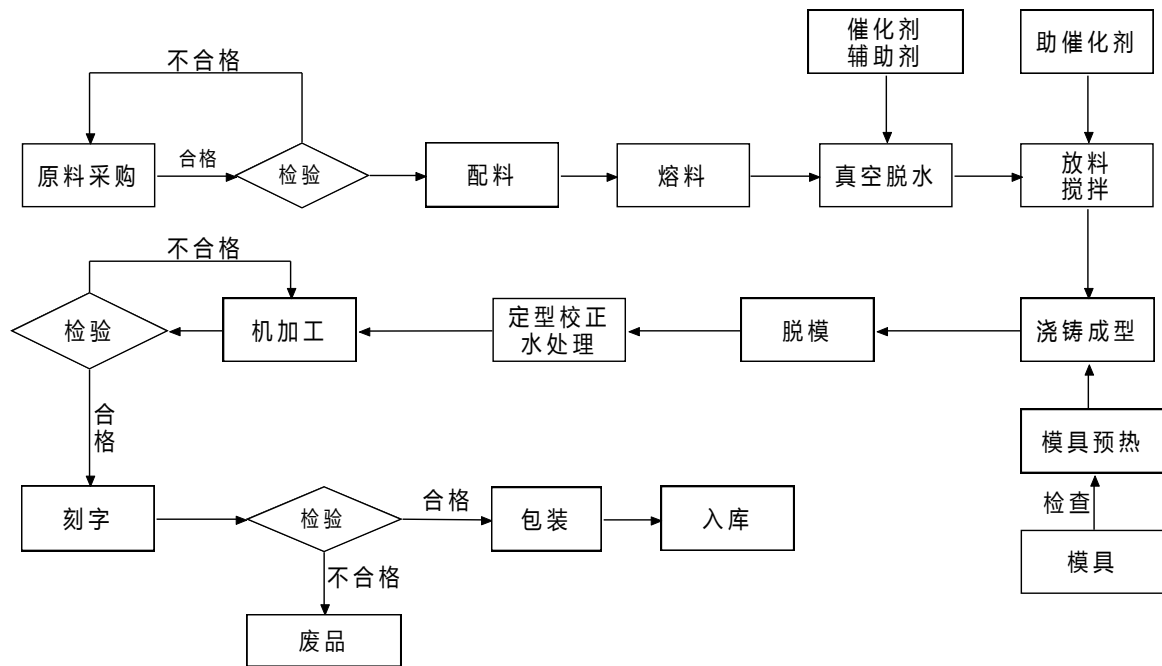 催化剂
辅助剂
助催化剂
不合格
原料采购
合格
检验
配料
熔料
真空脱水
放料
搅拌
不合格
检验
机加工
定型校正
水处理
脱模
浇铸成型
合
格
模具预热
检查
模具
刻字
检验
合格
包装
入库
不合格
废品